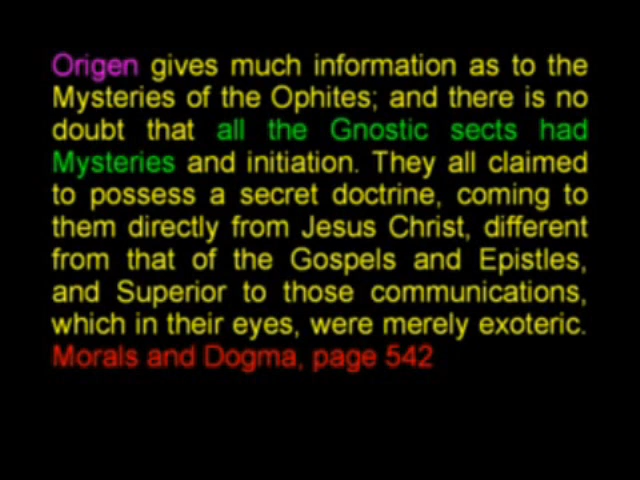 Origen gives much information as to the
Mysteries of the Ophites; and there is no
doubt that all the Gnostic sects had
Mysteries and initiation. They all claimed
to possess a secret doctrine, coming to
them directly from Jesus Christ, different
from that of the Gospels and Epistles,
and Superior to those communications,
which in their eyes, were merely exoteric.
Morals and Dogma, page 542